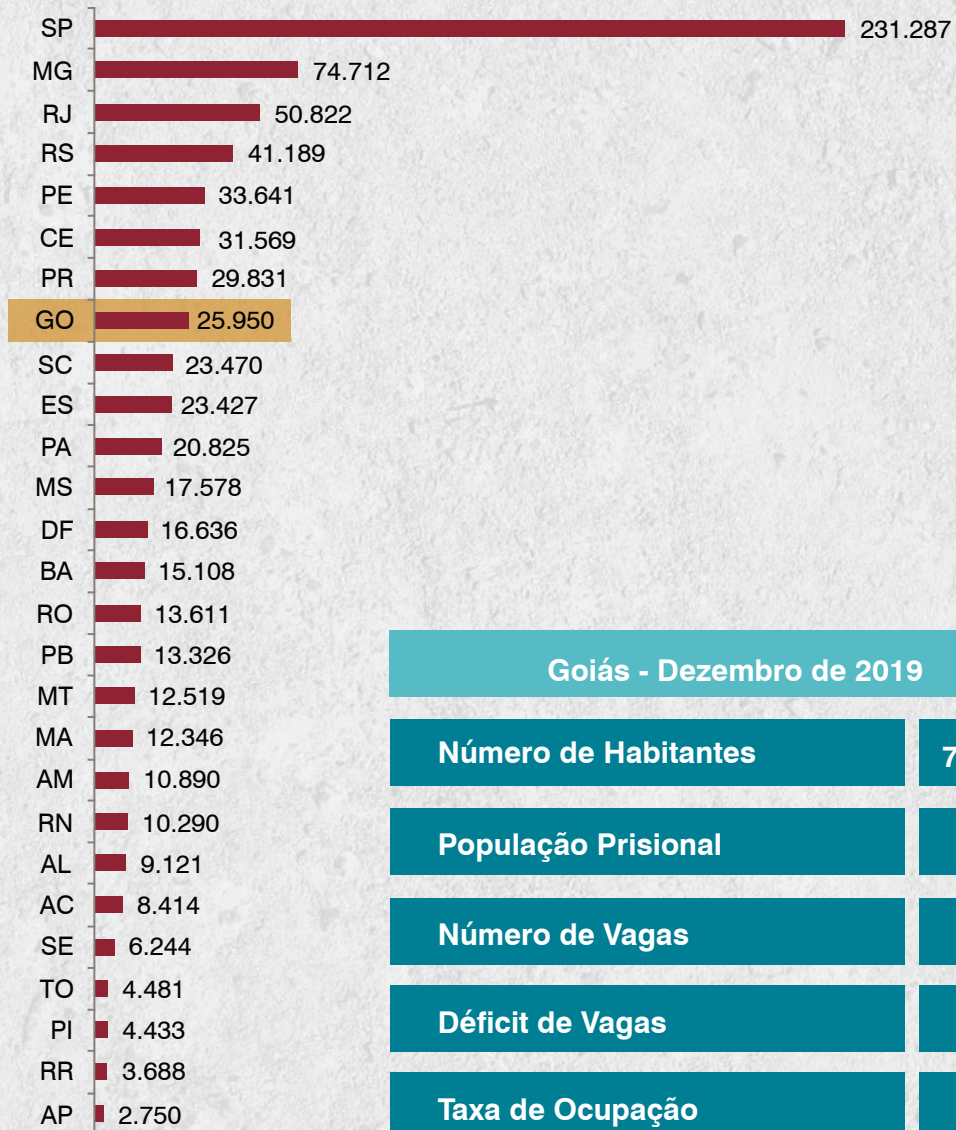 SP 231.287
MG 74.712
RJ 50.822
RS 41.189
PE 33.641
CE 31.569
PR 29.831
GO 25.950
SC 23.470
ES 23.427
PA 20.825
MS 17.578
DF 16.636
BA 15.108
RO 13.611
PB 13.326
MT 12.519
MA 12.346
AM 10.890
RN 10.290
AL 9.121
AC 8.414
SE 6.244
TO 4.481
PI 4.433
RR 3.688
AP 2.750
Goiás - Dezembro de 2019
Número de Habitantes 7
População Prisional
Número de Vagas
Déficit de Vagas
Taxa de Ocupação